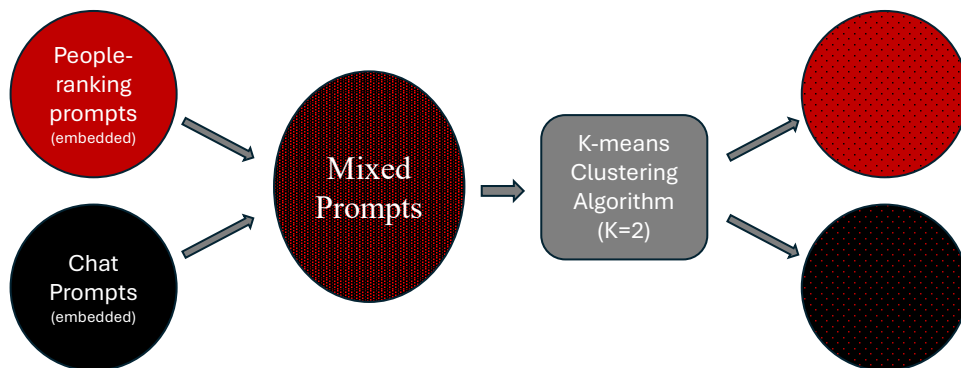 People-
ranking
prompts
(embedded)
Chat
Prompts
(embedded)
Mixed
Prompts
K-means
Clustering
Algorithm
(K=2)